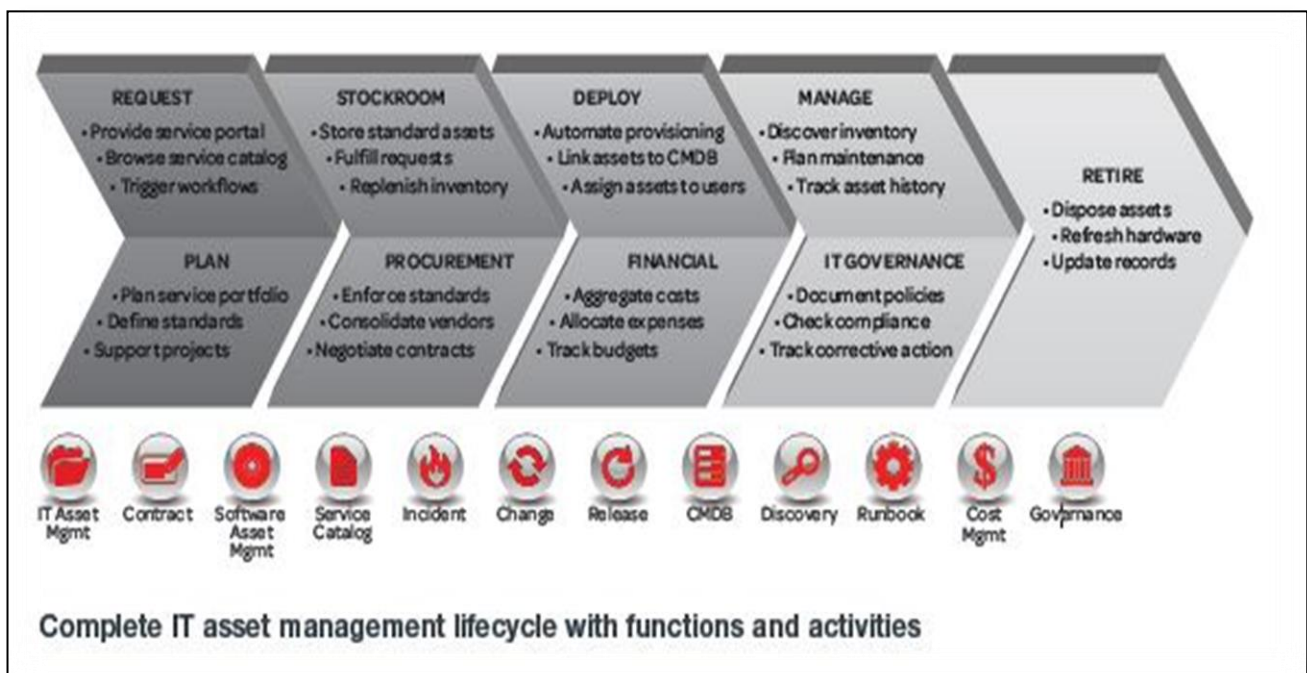 REQUEST
• Provide service portal
• Browse service catalog
• Trigger workflows
PLAN
• Plan service portfolio
• Define standards
• Support projects
STOCKROOM
• Store standard assets
• Fulfill requests
• Replenish inventory
PROCUREMENT
• Enforce standards
• Consolidate vendors
• Negotiate contracts
DEPLOY
• Automate provisioning
• Link assets to CMDB
• Assign assets to users
FINANCIAL
• Aggregate costs
• Allocate expenses
• Track budgets
MANAGE
• Discover inventory
• Plan maintenance
• Track asset history
IT GOVERNANCE
• Document policies
• Check compliance
• Track corrective action
RETIRE
• Dispose assets
• Refresh hardware
• Update records
IT Asset
Mgmt
Contract
Software
Asset
Mgmt
Service
Catalog
Incident
Change
Release
CMDB
Discovery
Runbook
$
Cost
Mgmt
Governance
Complete IT asset management lifecycle with functions and activities